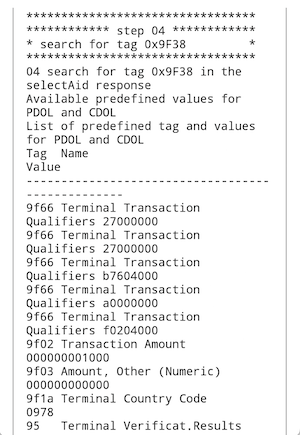 *********************************
************ step 04 ************
* search for tag 0x9F38         *
*********************************
04 search for tag 0x9F38 in the
selectAid response
Available predefined values for
PDOL and CDOL
List of predefined tag and values
for PDOL and CDOL
Tag  Name
Value
-----------------------------------
--------------
9f66 Terminal Transaction
Qualifiers 27000000
9f66 Terminal Transaction
Qualifiers 27000000
9f66 Terminal Transaction
Qualifiers b7604000
9f66 Terminal Transaction
Qualifiers a0000000
9f66 Terminal Transaction
Qualifiers f0204000
9f02 Transaction Amount
000000001000
9f03 Amount, Other (Numeric)
000000000000
9f1a Terminal Country Code
0978
95   Terminal Verificat.Results